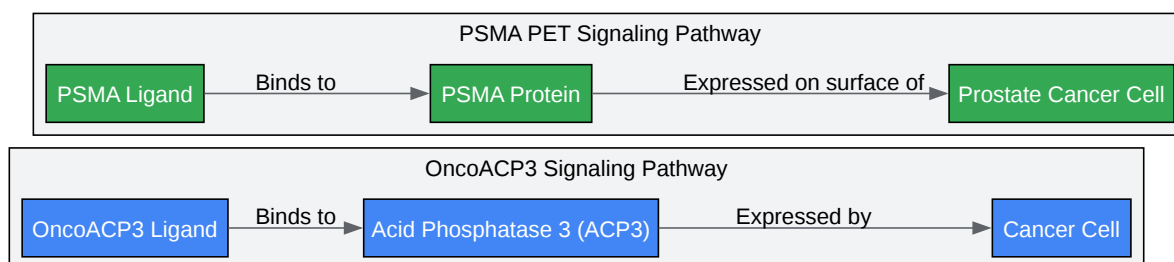 PSMA PET Signaling Pathway
PSMA Ligand Binds to PSMA Protein Expressed on surface of Prostate Cancer Cell
OncoACP3 Signaling Pathway
OncoACP3 Ligand Binds to Acid Phosphatase 3 (ACP3) Expressed by Cancer Cell